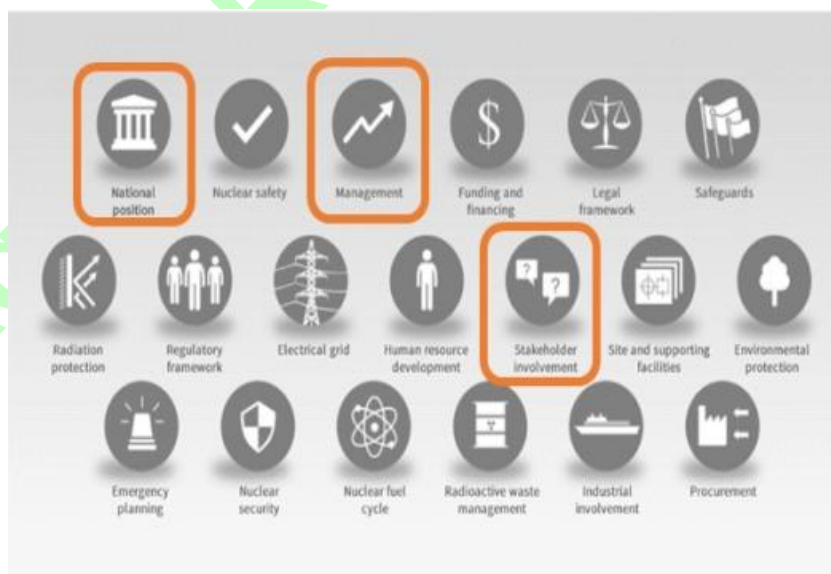 National position
Nuclear safety
Management
Funding and financing
Legal framework
Safeguards
Radiation protection
Regulatory framework
Electrical grid
Human resource development
Stakeholder involvement
Site and supporting facilities
Environmental protection
Emergency planning
Nuclear security
Nuclear fuel cycle
Radioactive waste management
Industrial involvement
Procurement